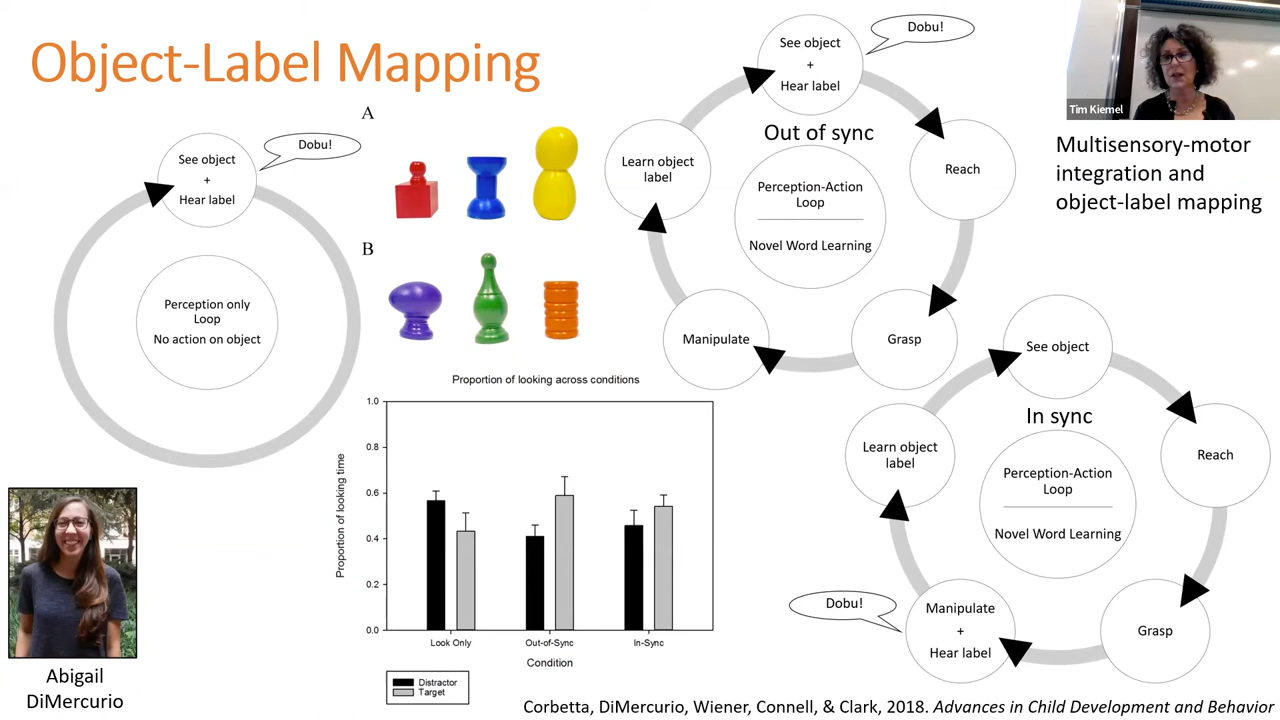 Object-Label Mapping
See object
+
Hear label
Dobu!
Perception only
Loop
No action on object
A
B
See object
+
Hear label
Dobu!
Out of sync
Reach
Grasp
Manipulate
Learn object
label
Perception-Action
Loop
Novel Word Learning
Tim Kiemel
Multisensory-motor
integration and
object-label mapping
See object
In sync
Reach
Grasp
Manipulate
+
Hear label
Dobu!
Learn object
label
Perception-Action
Loop
Novel Word Learning
Proportion of looking across conditions
Proportion of looking time
1.0
0.8
0.6
0.4
0.2
0.0
Look Only
Out-of-Sync
In-Sync
Condition
Distractor
Target
Abigail
DiMercurio
Corbetta, DiMercurio, Wiener, Connell, & Clark, 2018. Advances in Child Development and Behavior